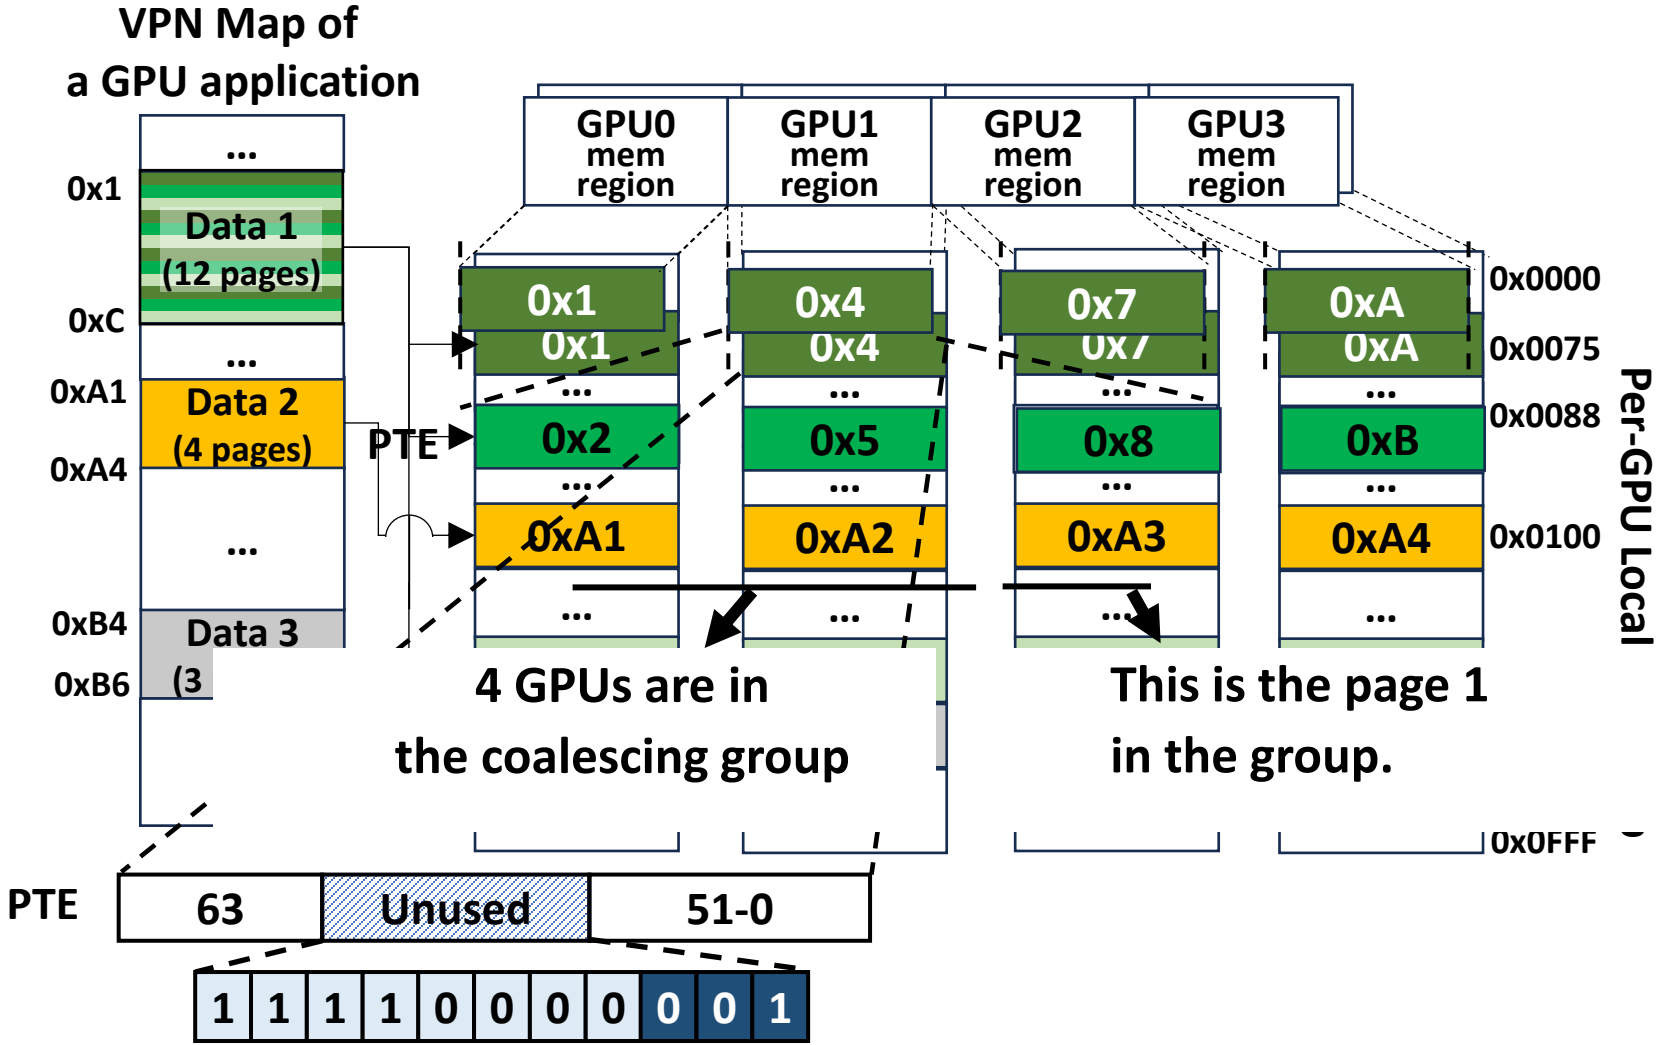 VPN Map of
a GPU application
...
0x1
Data 1
(12 pages)
0xC
...
0xA1
Data 2
(4 pages)
0xA4
...
0xB4
Data 3
(3
0xB6
GPU0
mem
region
GPU1
mem
region
GPU2
mem
region
GPU3
mem
region
0x1 0x4 0x7 0xA 0x0000
0x1 0x4 0x7 0xA 0x0075
... ... ... ...
PTE 0x2 0x5 0x8 0xB 0x0088
... ... ... ...
0xA1 0xA2 0xA3 0xA4 0x0100
... ... ... ...
Per-GPU Local
4 GPUs are in
the coalescing group
This is the page 1
in the group.
0x0FFF
PTE 63 Unused 51-0
1 1 1 1 0 0 0 0 0 0 1